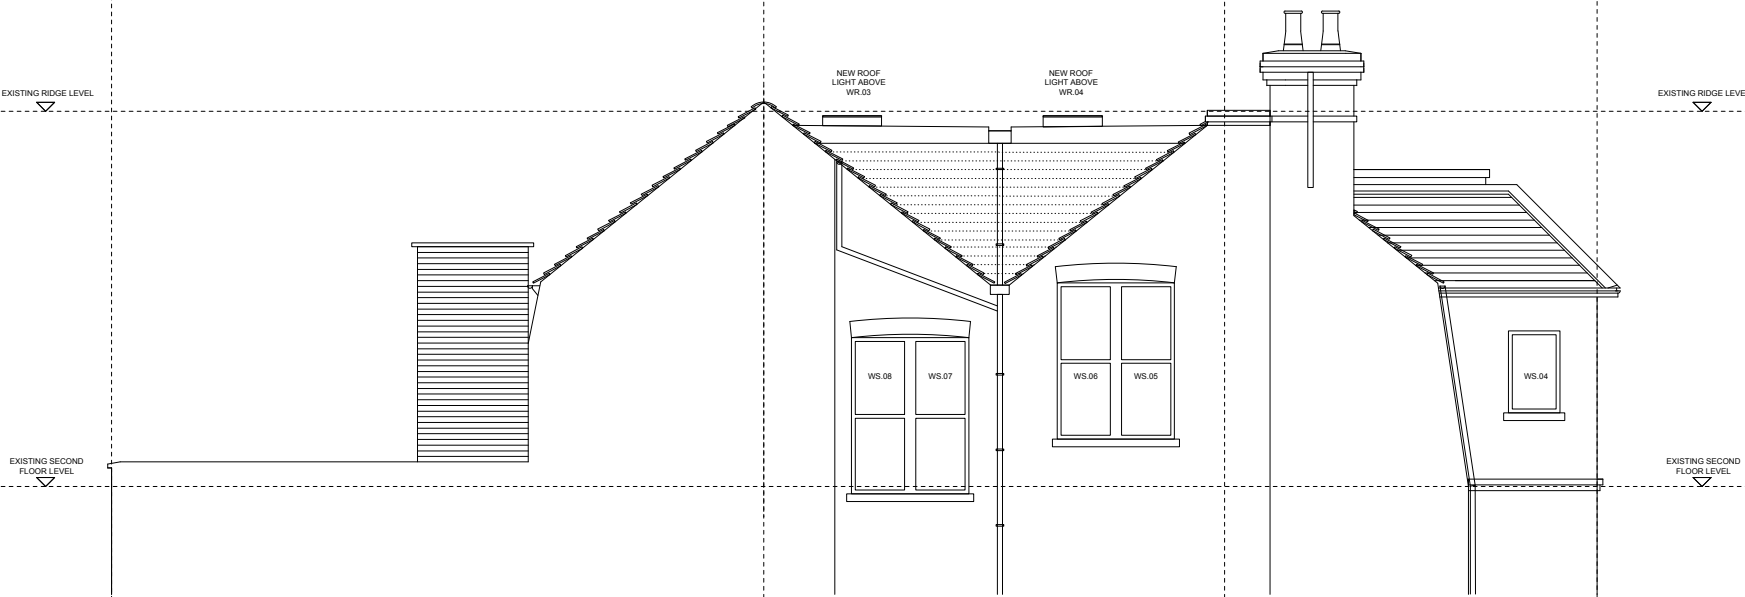 NEW ROOF
LIGHT ABOVE
WR.03
NEW ROOF
LIGHT ABOVE
WR.04
EXISTING RIDGE LEVEL
EXISTING RIDGE LEVE
WS.08
WS.07
WS.06
WS.05
WS.04
EXISTING SECOND
FLOOR LEVEL
EXISTING SECOND
FLOOR LEVEL